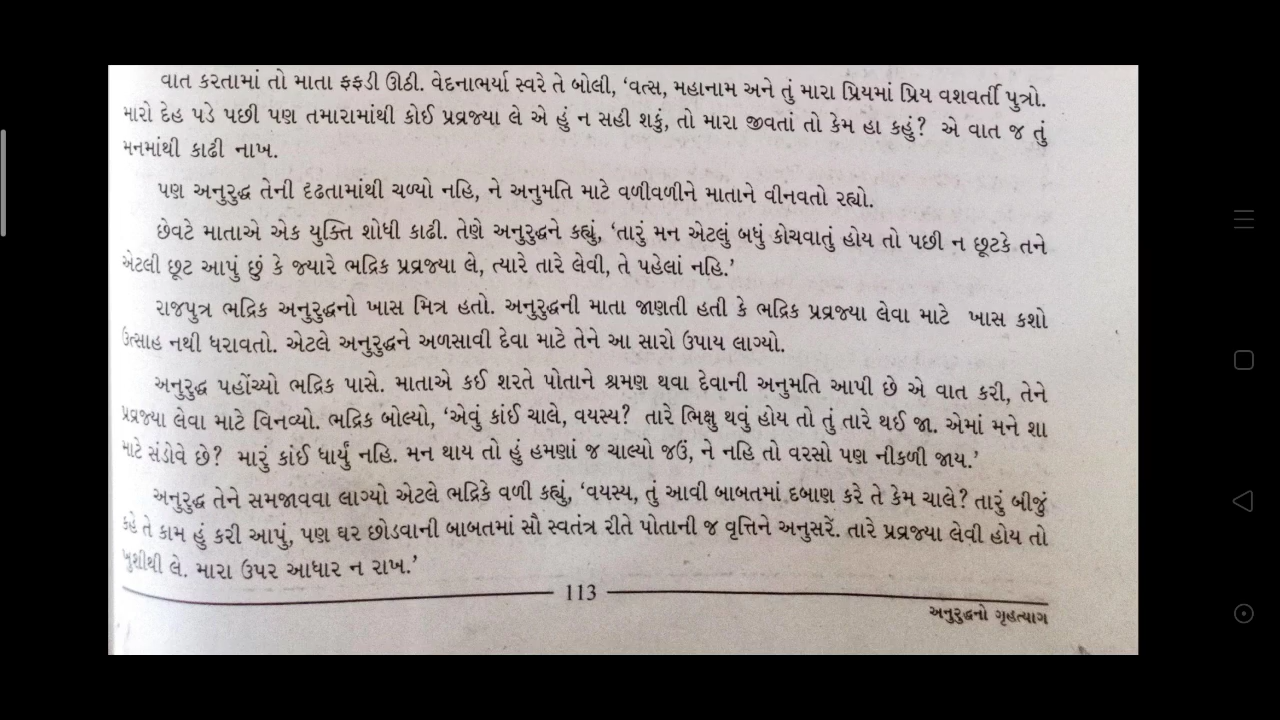 વાત કરતામાં તો માતા ફફડી ઊઠી. વેદનાભર્યા સ્વરે તે બોલી, ‘વત્સ, મહાનામ અને તું મારા પ્રિયમાં પ્રિય વશવર્તી પુત્રો.
મારો દેહ પડે પછી પણ તમારામાંથી કોઈ પ્રવ્રજ્યા લે એ હું ન સહી શકું, તો મારા જીવતાં તો કેમ હા કહું? એ વાત જ તું
મનમાંથી કાઢી નાખ.
પણ અનુરુદ્ધ તેની દૃઢતામાંથી ચળ્યો નહિ, ને અનુમતિ માટે વળીવળીને માતાને વીનવતો રહ્યો.
છેવટે માતાએ એક યુક્તિ શોધી કાઢી. તેણે અનુરુદ્ધને કહ્યું, ‘તારું મન એટલું બધું કોચવાતું હોય તો પછી ન છૂટકે તને
એટલી છૂટ આપું છું કે જ્યારે ભદ્રિક પ્રવ્રજ્યા લે, ત્યારે તારે લેવી, તે પહેલાં નહિ.’
રાજપુત્ર ભદ્રિક અનુરુદ્ધનો ખાસ મિત્ર હતો. અનુરુદ્ધની માતા જાણતી હતી કે ભદ્રિક પ્રવ્રજ્યા લેવા માટે ખાસ કશો
ઉત્સાહ નથી ધરાવતો. એટલે અનુરુદ્ધને અળસાવી દેવા માટે તેને આ સારો ઉપાય લાગ્યો.
અનુરુદ્ધ પહોંચ્યો ભદ્રિક પાસે. માતાએ કઈ શરતે પોતાને શ્રમણ થવા દેવાની અનુમતિ આપી છે એ વાત કરી, તેને
પ્રવ્રજ્યા લેવા માટે વિનવ્યો. ભદ્રિક બોલ્યો, ‘એવું કાંઈ ચાલે, વયસ્ય? તારે ભિક્ષુ થવું હોય તો તું તારે થઈ જા. એમાં મને શા
માટે સંડોવે છે? મારું કાંઈ ધાર્યું નહિ. મન થાય તો હું હમણાં જ ચાલ્યો જઉં, ને નહિ તો વરસો પણ નીકળી જાય.’
અનુરુદ્ધ તેને સમજાવવા લાગ્યો એટલે ભદ્રિકે વળી કહ્યું, ‘વયસ્ય, તું આવી બાબતમાં દબાણ કરે તે કેમ ચાલે? તારું બીજું
કહે તે કામ હું કરી આપું, પણ ઘર છોડવાની બાબતમાં સૌ સ્વતંત્ર રીતે પોતાની જ વૃત્તિને અનુસરે. તારે પ્રવ્રજ્યા લેવી હોય તો
ખુશીથી લે. મારા ઉપર આધાર ન રાખ.’
113
અનુરુદ્ધનો ગૃહત્યાગ